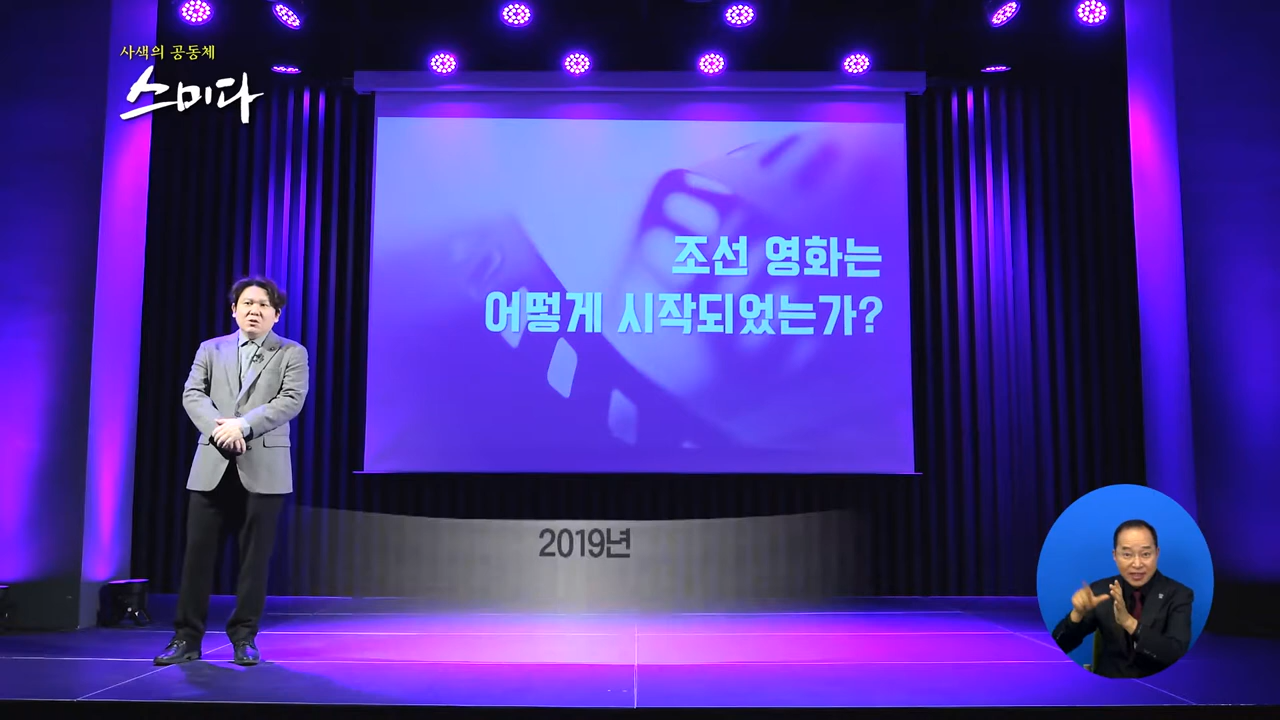 사색의 공동체
스미다
조선 영화는
어떻게 시작되었는가?
2019년